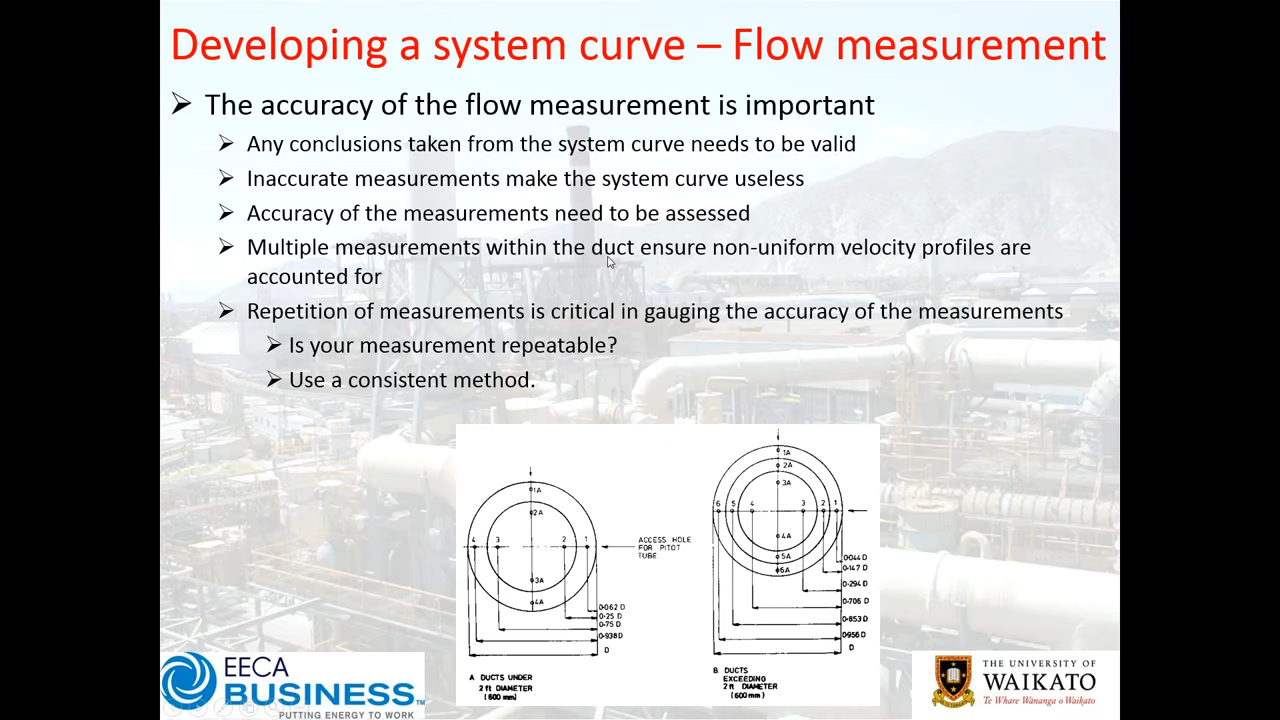 Developing a system curve – Flow measurement
The accuracy of the flow measurement is important
Any conclusions taken from the system curve needs to be valid
Inaccurate measurements make the system curve useless
Accuracy of the measurements need to be assessed
Multiple measurements within the duct ensure non-uniform velocity profiles are
accounted for
Repetition of measurements is critical in gauging the accuracy of the measurements
Is your measurement repeatable?
Use a consistent method.
1A
2A
4 3 2 1
3A
4A
ACCESS HOLE
FOR PITOT
TUBE
0·062 D
0·25 D
0·75 D
0·938 D
D
A DUCTS UNDER
2 ft DIAMETER
(600 mm)
1A
2A
3A
6 5 4 3 2 1
4A
5A
6A
0·044 D
0·147 D
0·294 D
0·706 D
0·853 D
0·956 D
D
B DUCTS
EXCEEDING
2 ft DIAMETER
(600 mm)
EECA
BUSINESS™
PUTTING ENERGY TO WORK
THE UNIVERSITY OF
WAIKATO
Te Whare Wānanga o Waikato